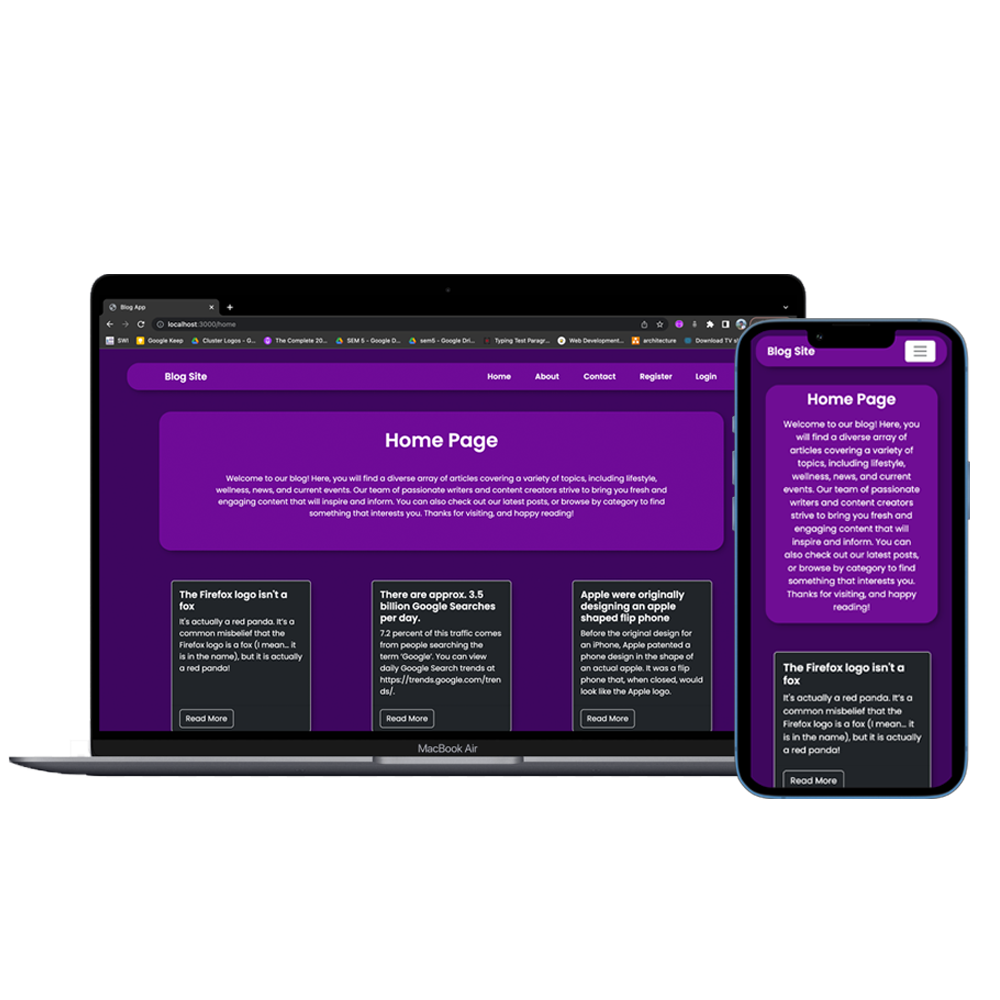 Blog App
localhost:3000/home
SWI Google Keep Cluster Logos - G... The Complete 20... SEM 5 - Google D... sem5 - Google Dri... Typing Test Paragr... Web Development... architecture Download TV s
Blog Site Home About Contact Register Login
Home Page
Welcome to our blog! Here, you will find a diverse array of articles covering a variety of topics, including lifestyle,
wellness, news, and current events. Our team of passionate writers and content creators strive to bring you fresh and
engaging content that will inspire and inform. You can also check out our latest posts, or browse by category to find
something that interests you. Thanks for visiting, and happy reading!
The Firefox logo isn't a
fox
It's actually a red panda. It's a
common misbelief that the
Firefox logo is a fox (I mean... it
is in the name), but it is actually
a red panda!
Read More
There are approx. 3.5
billion Google Searches
per day.
7.2 percent of this traffic comes
from people searching the
term 'Google'. You can view
daily Google Search trends at
https://trends.google.com/tren
ds/.
Read More
Apple were originally
designing an apple
shaped flip phone
Before the original design for
an iPhone, Apple patented a
phone design in the shape of
an actual apple. It was a flip
phone that, when closed, would
look like the Apple logo.
Read More
MacBook Air
Blog Site
Home Page
Welcome to our blog! Here, you
will find a diverse array of
articles covering a variety of
topics, including lifestyle,
wellness, news, and current
events. Our team of passionate
writers and content creators
strive to bring you fresh and
engaging content that will
inspire and inform. You can
also check out our latest posts,
or browse by category to find
something that interests you.
Thanks for visiting, and happy
reading!
The Firefox logo isn't a
fox
It's actually a red panda. It's a
common misbelief that the
Firefox logo is a fox (I mean... it
is in the name), but it is actually
a red panda!
Read More